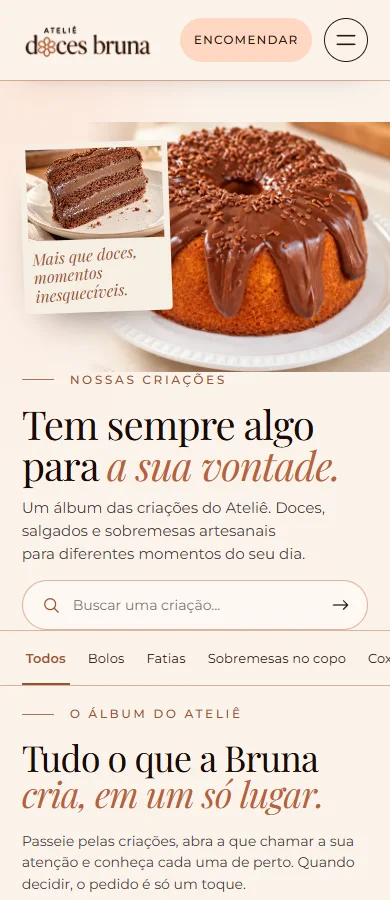 ATELIÊ
doces bruna
ENCOMENDAR
Mais que doces,
momentos
inesquecíveis.
NOSSAS CRIAÇÕES
Tem sempre algo
para a sua vontade.
Um álbum das criações do Ateliê. Doces,
salgados e sobremesas artesanais
para diferentes momentos do seu dia.
Buscar uma criação...
Todos Bolos Fatias Sobremesas no copo Cox
O ÁLBUM DO ATELIÊ
Tudo o que a Bruna
cria, em um só lugar.
Passeie pelas criações, abra a que chamar a sua
atenção e conheça cada uma de perto. Quando
decidir, o pedido é só um toque.